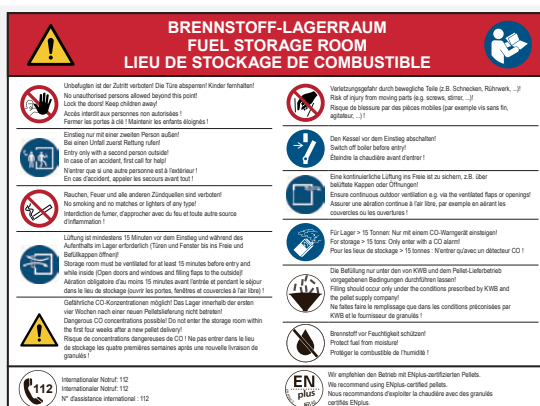 BRENNSTOFF-LAGERRAUM
FUEL STORAGE ROOM
LIEU DE STOCKAGE DE COMBUSTIBLE
Unbefugten ist der Zutritt verboten! Die Türe absperren! Kinder fernhalten!
No unauthorised persons allowed beyond this point!
Lock the doors! Keep children away!
Accès interdit aux personnes non autorisées !
Fermer les portes à clé ! Maintenir les enfants éloignés !
Einstieg nur mit einer zweiten Person außen!
Bei einem Unfall zuerst Rettung rufen!
Entry only with a second person outside!
In case of an accident, first call for help!
N'entrer que si une autre personne est à l'extérieur !
En cas d'accident, appeler les secours avant tout !
Rauchen, Feuer und alle anderen Zündquellen sind verboten!
No smoking and no matches or lighters of any type!
Interdiction de fumer, d'approcher avec du feu et toute autre source
d'inflammation !
Lüftung ist mindestens 15 Minuten vor dem Einstieg und während des
Aufenthalts im Lager erforderlich (Türen und Fenster bis ins Freie und
Befüllkappen öffnen)!
Storage room must be ventilated for at least 15 minutes before entry and
while inside (Open doors and windows and filling flaps to the outside)!
Aération obligatoire d'au moins 15 minutes avant l'entrée et pendant le séjour
dans le lieu de stockage (ouvrir les portes, fenêtres et couvercles à l'air libre) !
Gefährliche CO-Konzentrationen möglich! Das Lager innerhalb der ersten
vier Wochen nach einer neuen Pelletslieferung nicht betreten!
Dangerous CO concentrations possible! Do not enter the storage room within
the first four weeks after a new pellet delivery!
Risque de concentrations dangereuses de CO ! Ne pas entrer dans le lieu
de stockage les quatre premières semaines après une nouvelle livraison de
granulés !
112
Internationaler Notruf: 112
Internationaler Notruf: 112
N° d'assistance international : 112
Verletzungsgefahr durch bewegliche Teile (z.B. Schnecken, Rührwerk, ...)!
Risk of injury from moving parts (e.g. screws, stirrer, ...)!
Risque de blessure par des pièces mobiles (par exemple vis sans fin,
agitateur, ...) !
Den Kessel vor dem Einstieg abschalten!
Switch off boiler before entering!
Éteindre la chaudière avant d'entrer !
Eine kontinuierliche Lüftung ins Freie ist zu sichern, z.B. über
belüftete Kappen oder Öffnungen!
Ensure continuous outdoor ventilation e.g. via the ventilated flaps or openings!
Assurer une aération continue à l'air libre, par exemple en aérant les
couvercles ou les ouvertures !
Für Lager > 15 Tonnen: Nur mit einem CO-Warngerät einsteigen!
For storage > 15 tons: Only enter with a CO alarm!
Pour les lieux de stockage > 15 tonnes : N'entrer qu'avec un détecteur CO !
Die Befüllung nur unter den von KWB und dem Pellet-Lieferbetrieb
vorgegebenen Bedingungen durchführen lassen!
Filling should occur only under the conditions prescribed by KWB and
the pellet supply company!
Ne faites faire le remplissage que dans les conditions préconisées par
KWB et le fournisseur de granulés !
Brennstoff vor Feuchtigkeit schützen!
Protect fuel from moisture!
Protéger le combustible de l'humidité !
EN
plus
Wir empfehlen den Betrieb mit ENplus-zertifizierten Pellets.
We recommend using ENplus-certified pellets.
Nous recommandons d'exploiter la chaudière avec des granulés
certifiés ENplus.